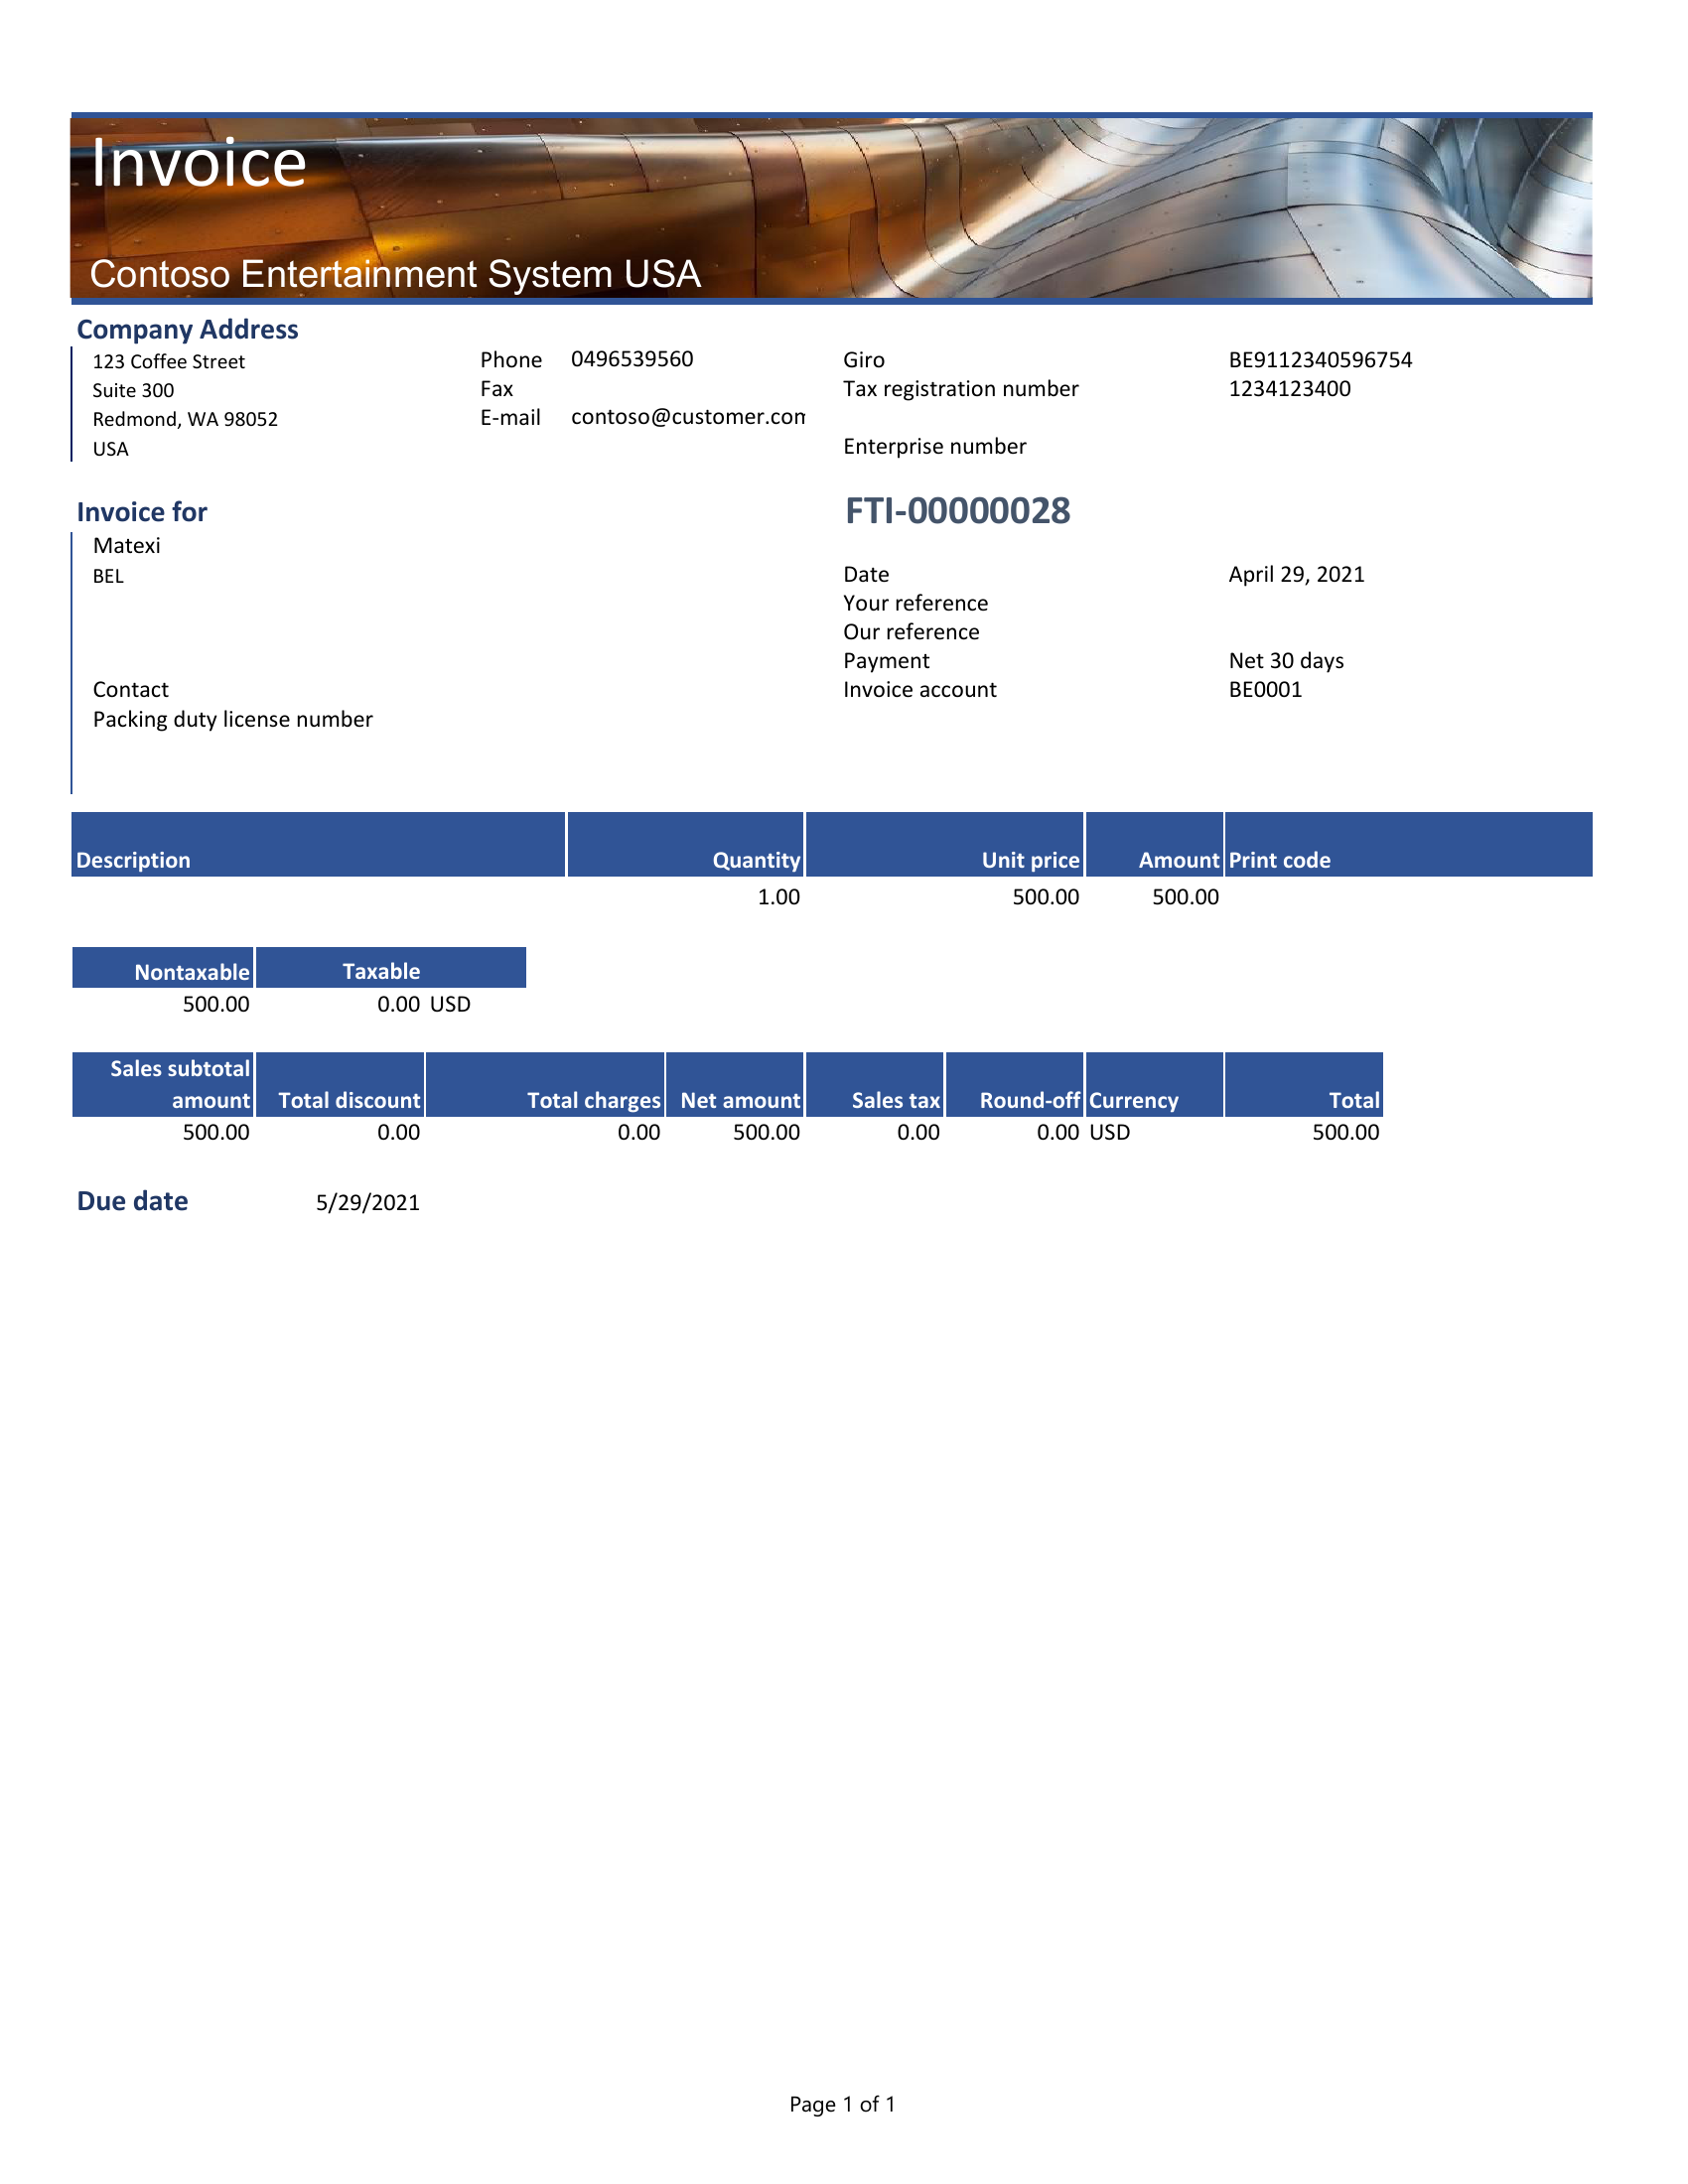 Invoice
Contoso Entertainment System USA
Company Address
123 Coffee Street
Suite 300
Redmond, WA 98052
USA
Phone 0496539560
Fax
E-mail contoso@customer.com
Giro BE9112340596754
Tax registration number 1234123400
Enterprise number
Invoice for
Matexi
BEL
Contact
Packing duty license number
FTI-00000028
Date April 29, 2021
Your reference
Our reference
Payment Net 30 days
Invoice account BE0001
Description Quantity Unit price Amount Print code
1.00 500.00 500.00
Nontaxable Taxable
500.00 0.00 USD
Sales subtotal
amount Total discount Total charges Net amount Sales tax Round-off Currency Total
500.00 0.00 0.00 500.00 0.00 0.00 USD 500.00
Due date 5/29/2021
Page 1 of 1